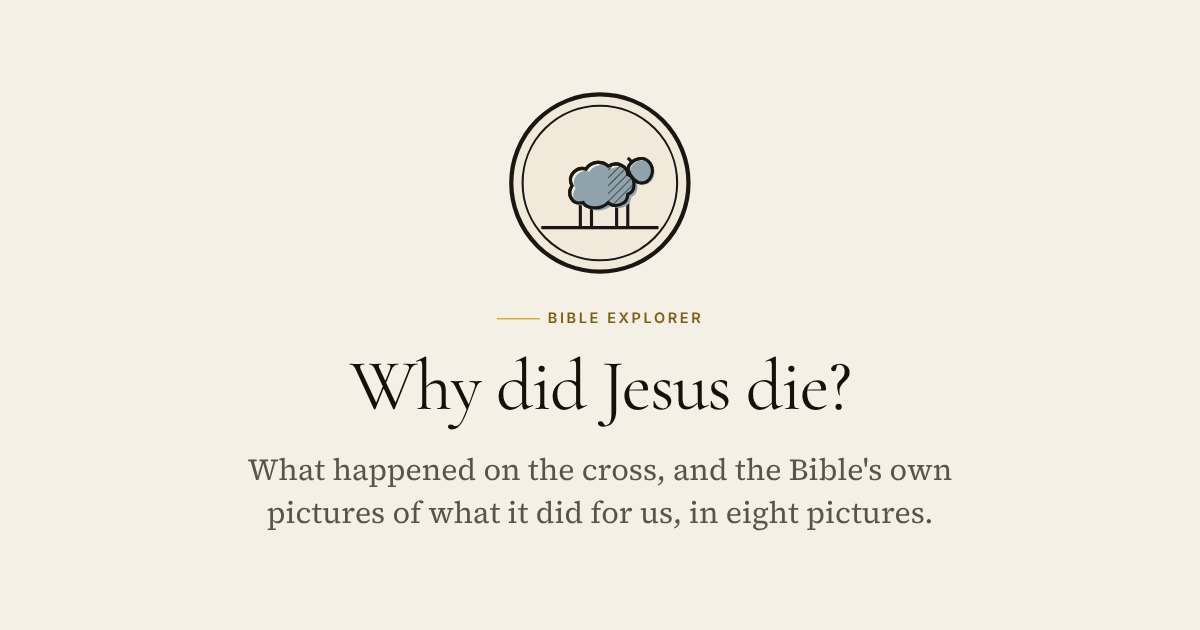 BIBLE EXPLORER
Why did Jesus die?
What happened on the cross, and the Bible's own
pictures of what it did for us, in eight pictures.